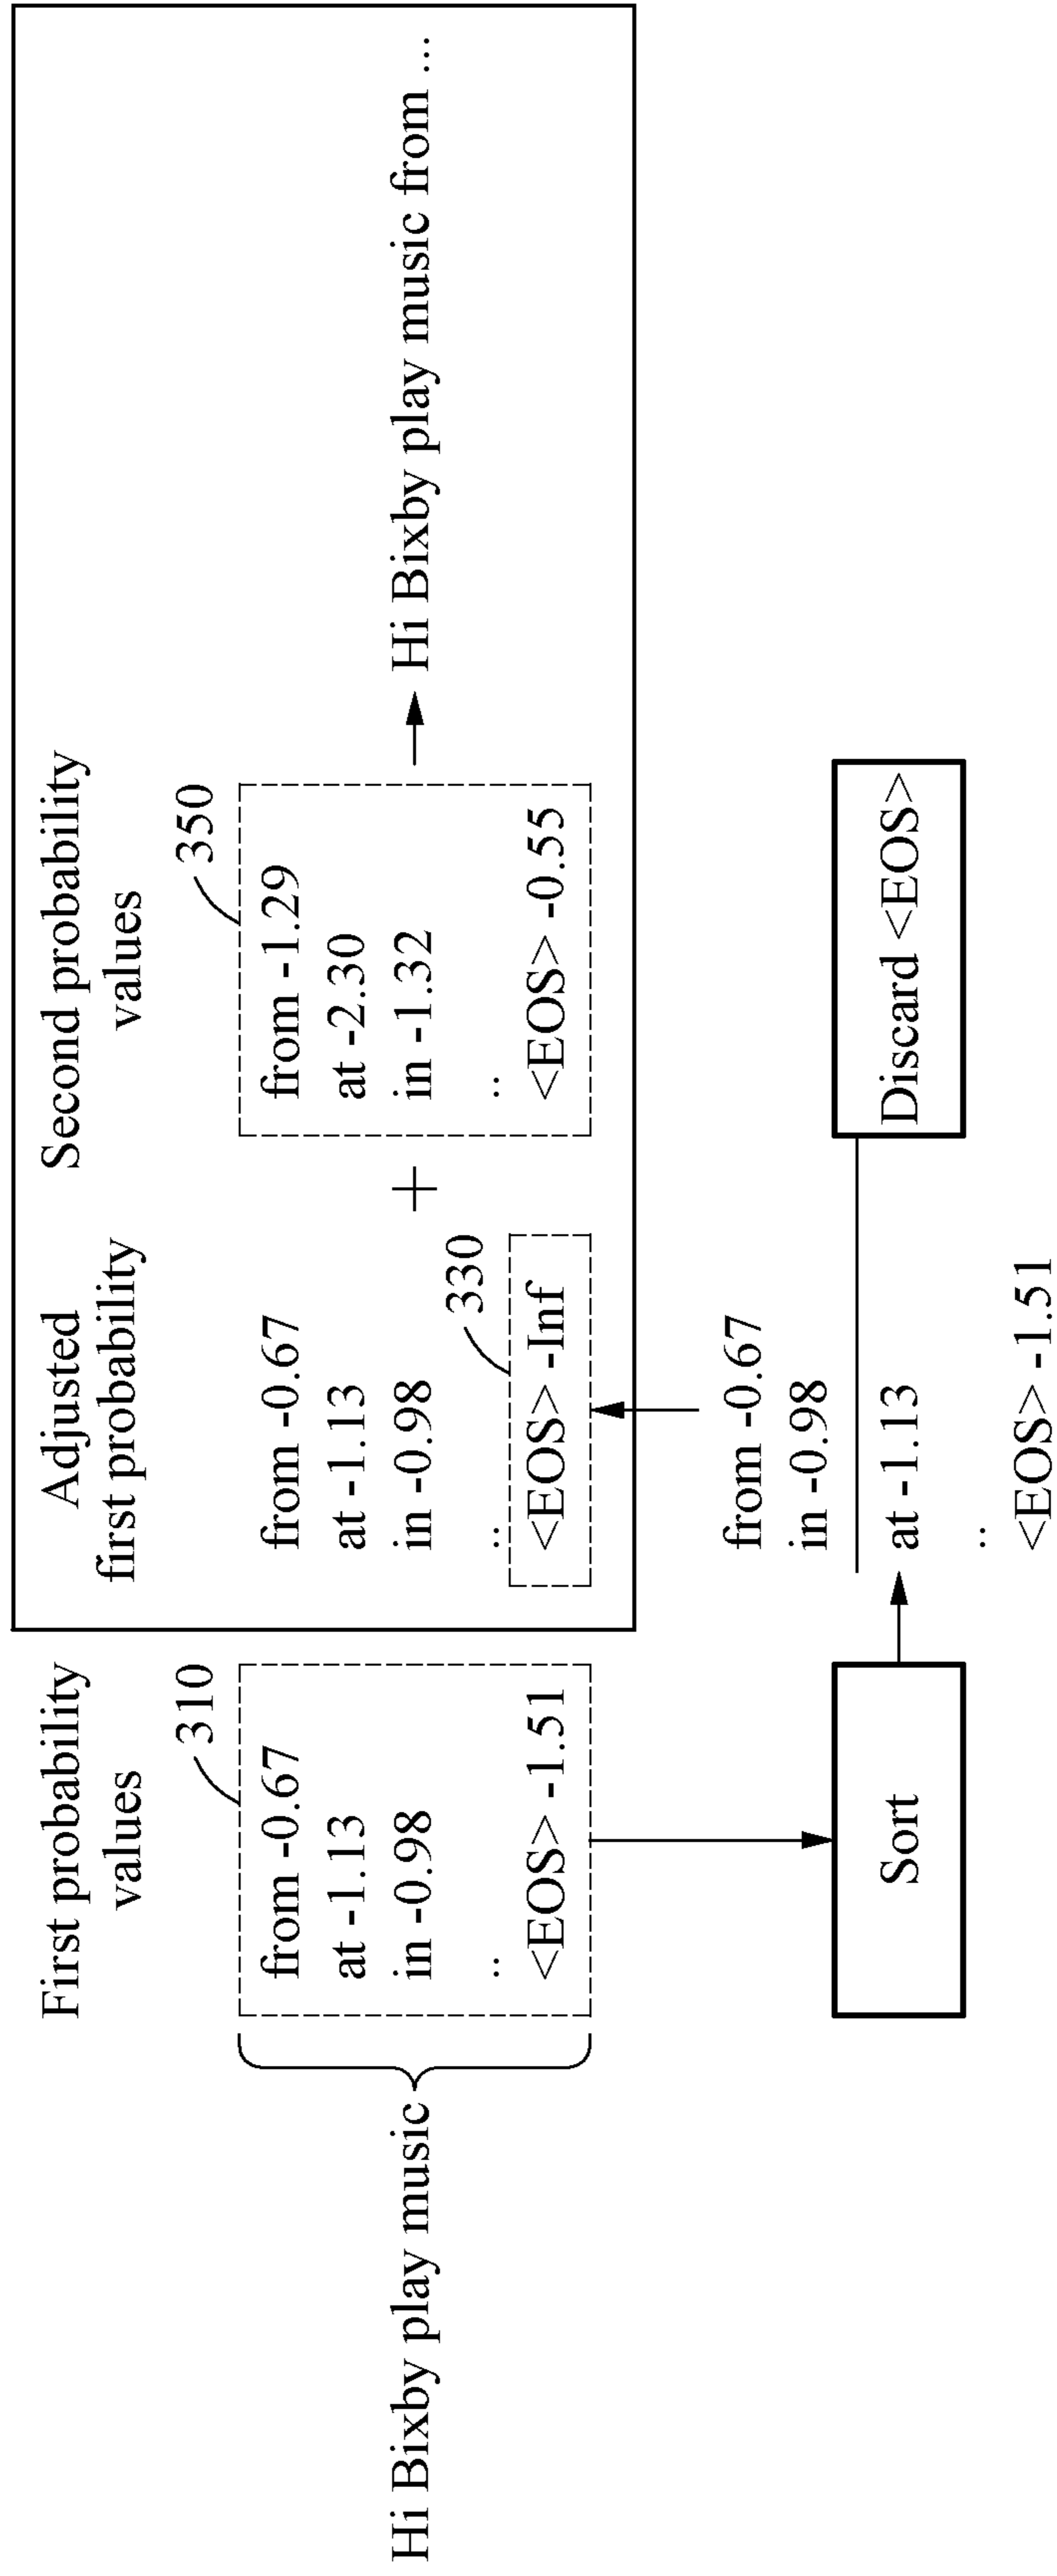 Hi Bixby play music
First probability
values
310
from -0.67
at -1.13
in -0.98
..
<EOS> -1.51
Adjusted
first probability
from -0.67
at -1.13
in -0.98
..
330
<EOS> -Inf
+
Second probability
values
350
from -1.29
at -2.30
in -1.32
..
<EOS> -0.55
Hi Bixby play music from ...
Sort
from -0.67
in -0.98
at -1.13
..
<EOS> -1.51
Discard <EOS>